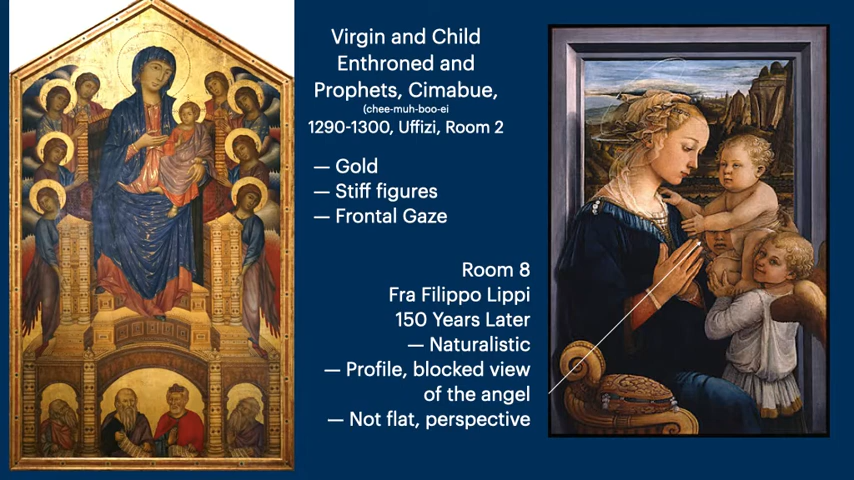 Virgin and Child
Enthroned and
Prophets, Cimabue,
(chee-muh-boo-ei
1290-1300, Uffizi, Room 2
— Gold
— Stiff figures
— Frontal Gaze
Room 8
Fra Filippo Lippi
150 Years Later
— Naturalistic
— Profile, blocked view
of the angel
— Not flat, perspective